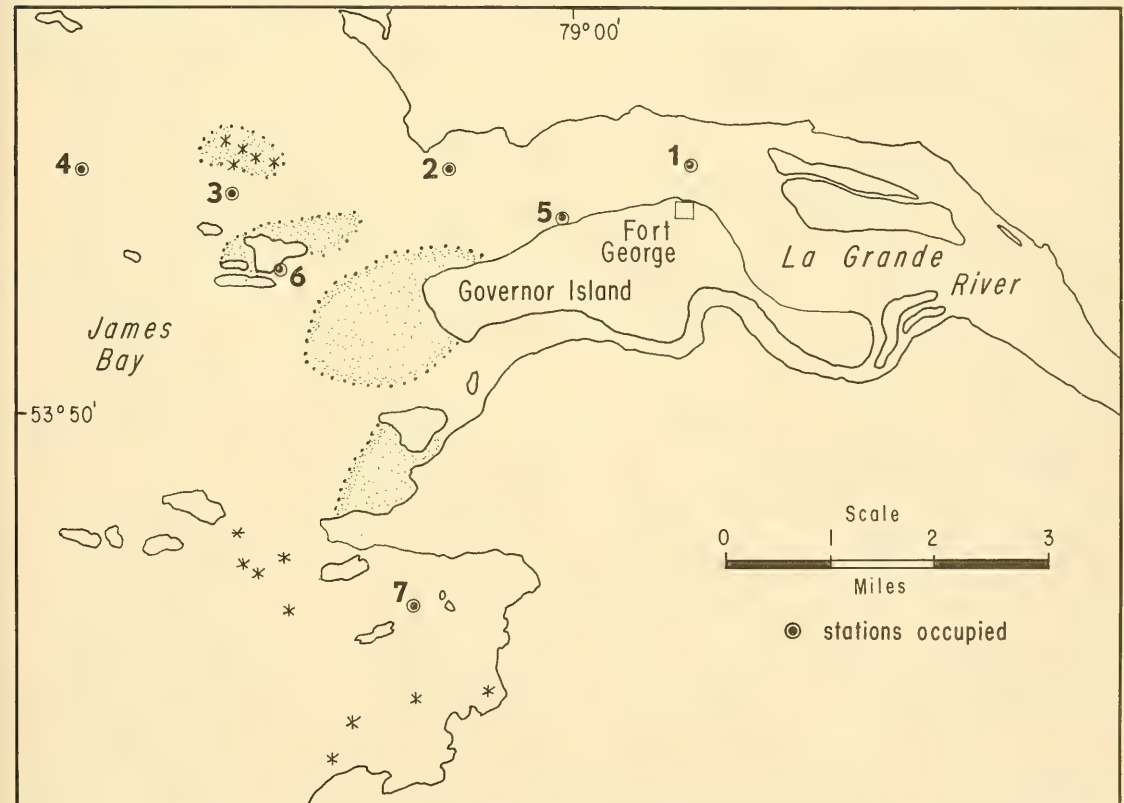 79°00'
4
2
1
3
5
Fort
George
La Grande
River
6
Governor Island
James
Bay
53°50'
Scale
0 1 2 3
Miles
7
stations occupied